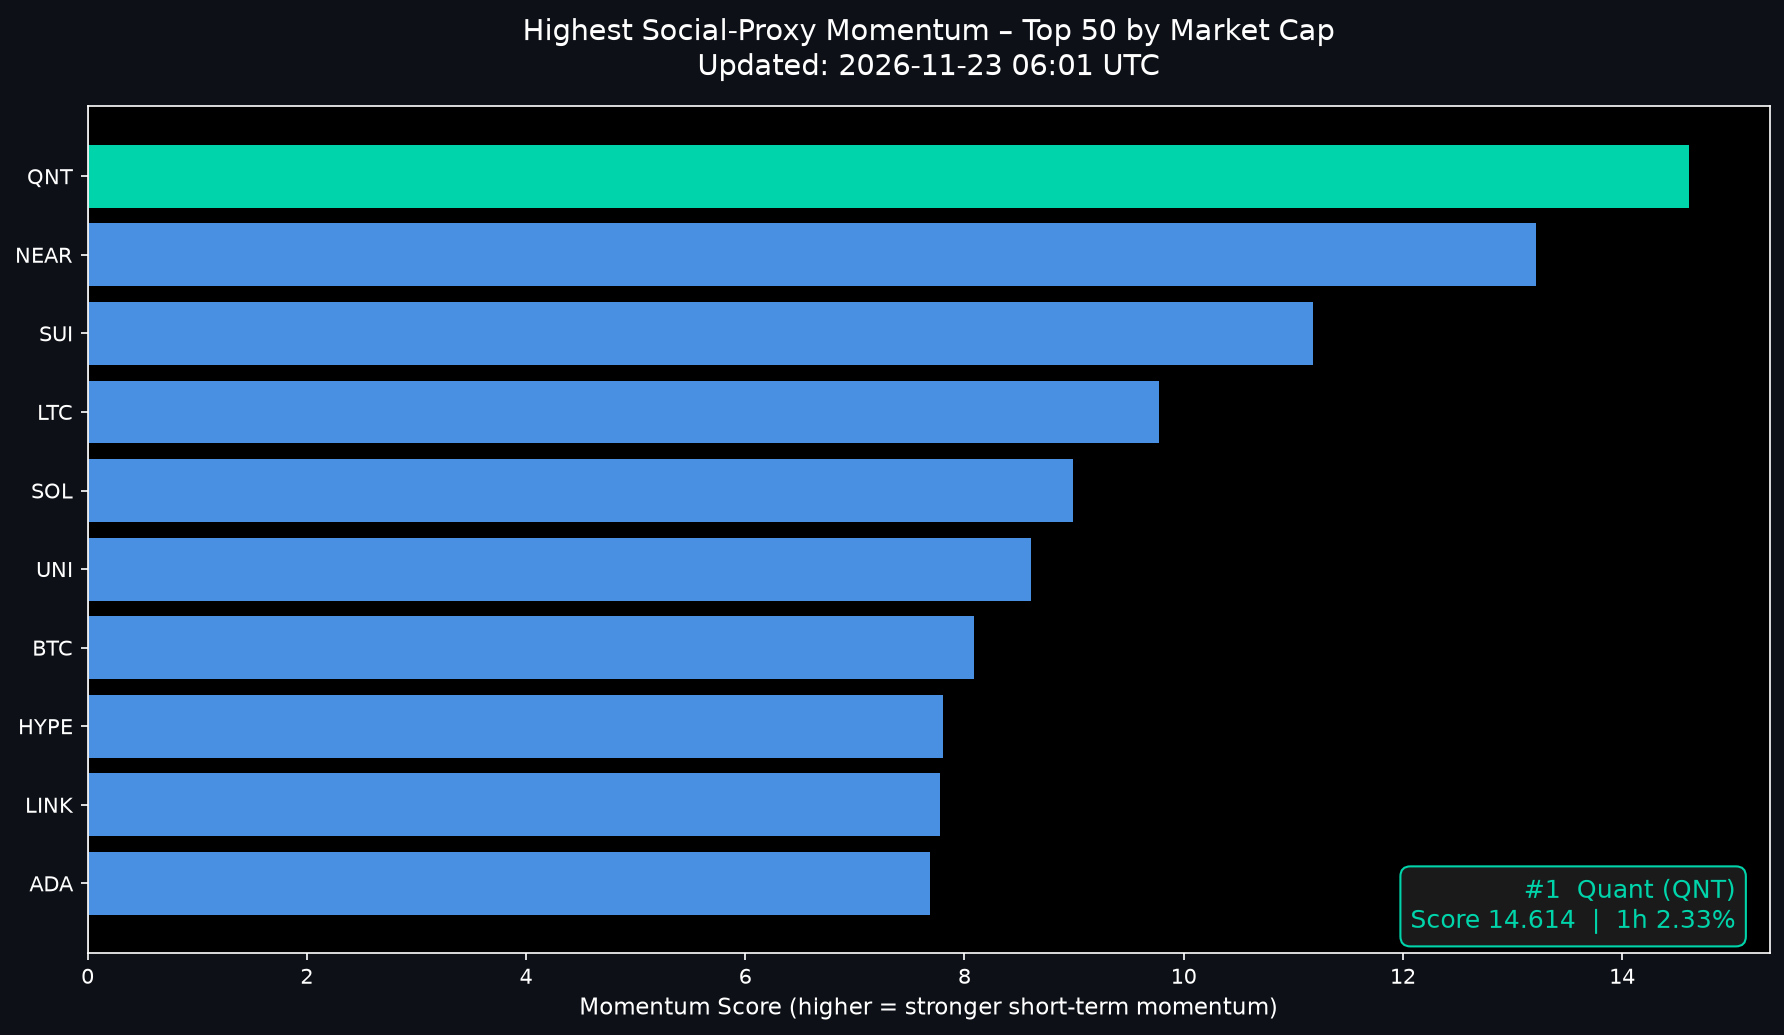 Highest Social-Proxy Momentum – Top 50 by Market Cap
Updated: 2026-11-23 06:01 UTC
QNT
NEAR
SUI
LTC
SOL
UNI
BTC
HYPE
LINK
ADA
#1  Quant (QNT)
Score 14.614  |  1h 2.33%
0 2 4 6 8 10 12 14
Momentum Score (higher = stronger short-term momentum)